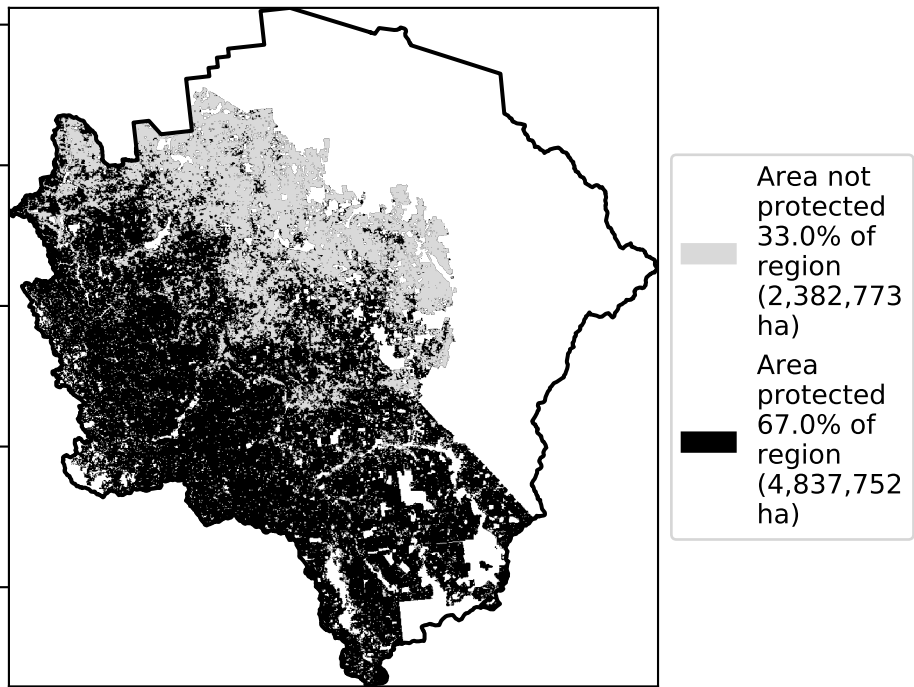 Area not
protected
33.0% of
region
(2,382,773
ha)
Area
protected
67.0% of
region
(4,837,752
ha)